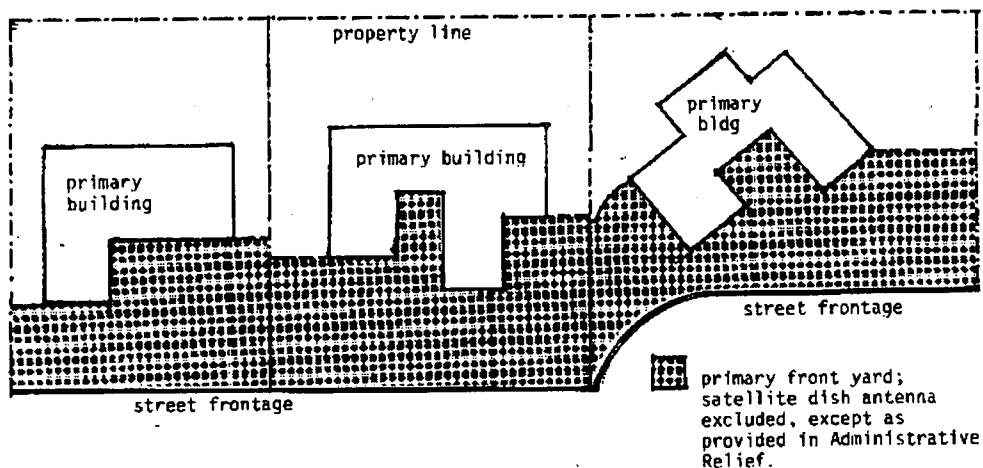 property line
primary
building
primary building
primary
bldg
street frontage
street frontage
primary front yard;
satellite dish antenna
excluded, except as
provided in Administrative
Relief.